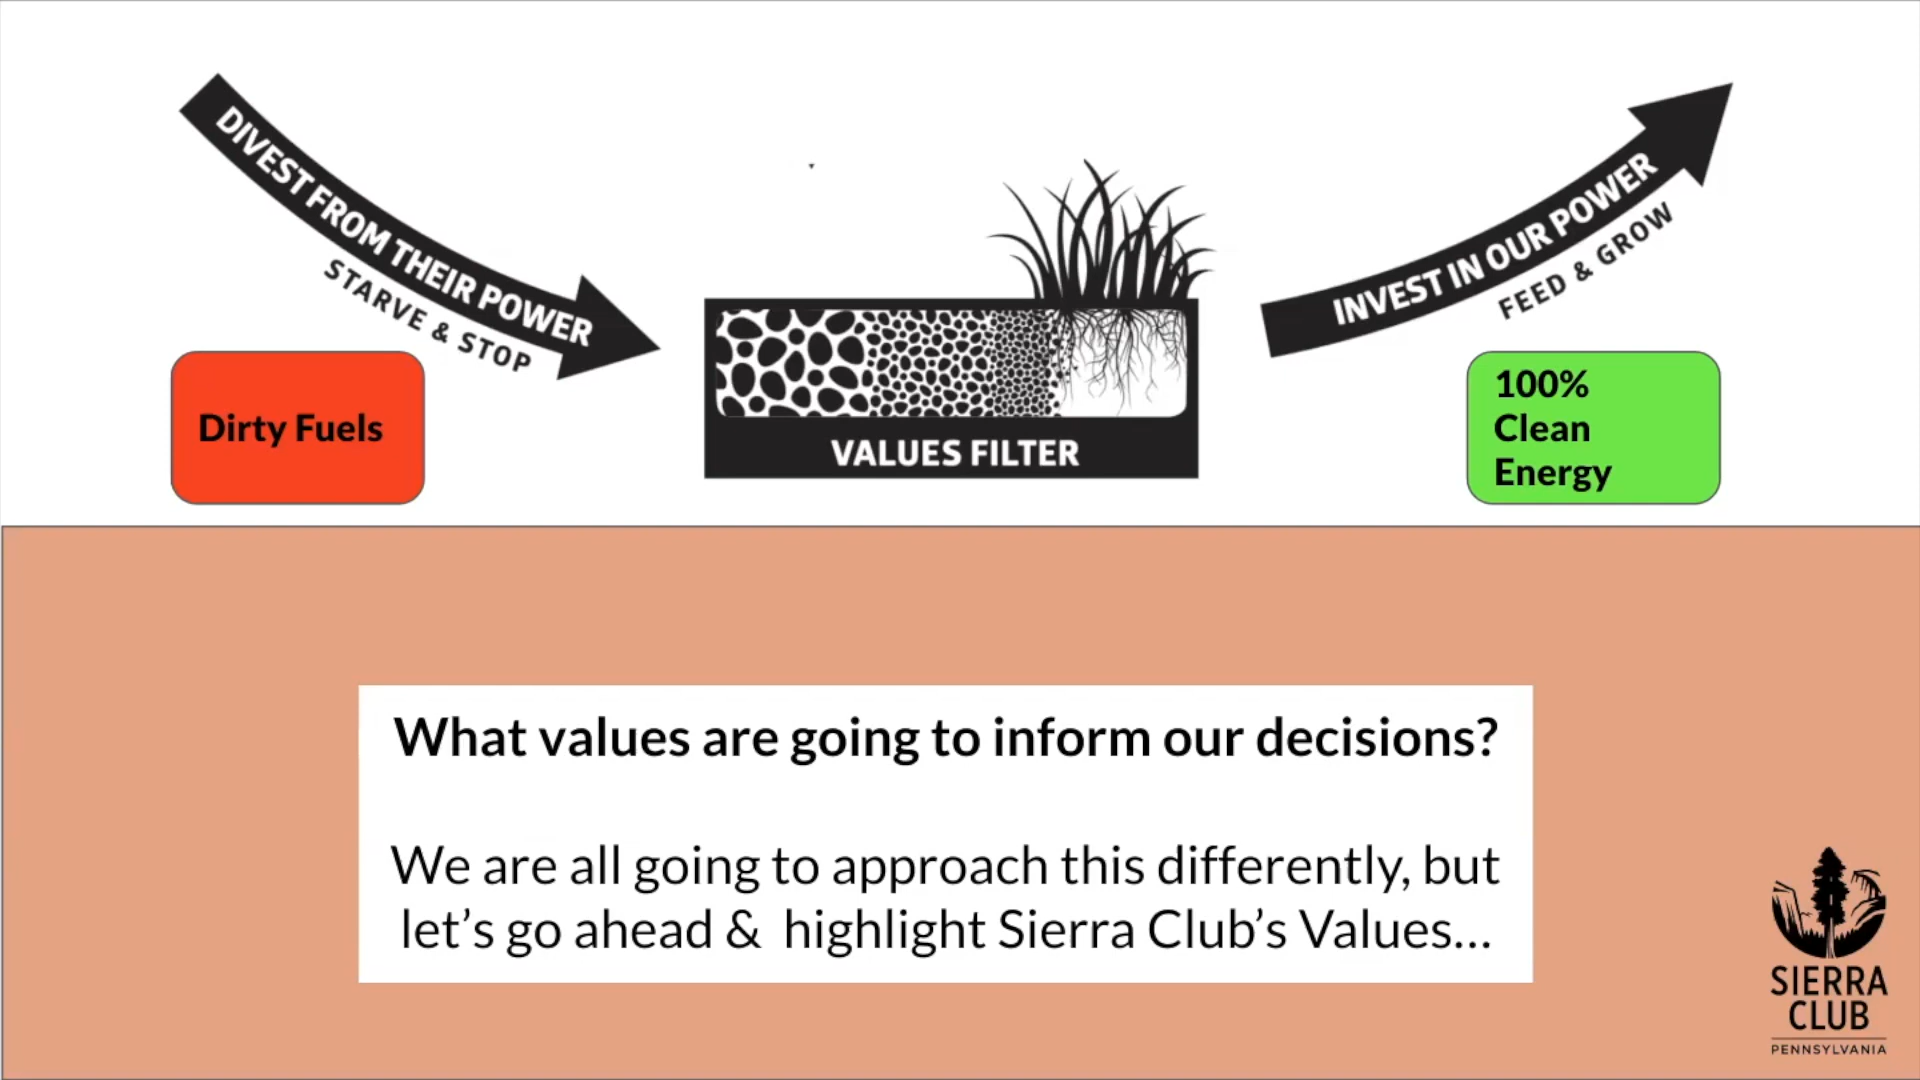 DIVEST FROM THEIR POWER
STARVE & STOP
INVEST IN OUR POWER
FEED & GROW
Dirty Fuels
VALUES FILTER
100%
Clean
Energy
What values are going to inform our decisions?
We are all going to approach this differently, but
let's go ahead & highlight Sierra Club's Values...
SIERRA
CLUB
PENNSYLVANIA